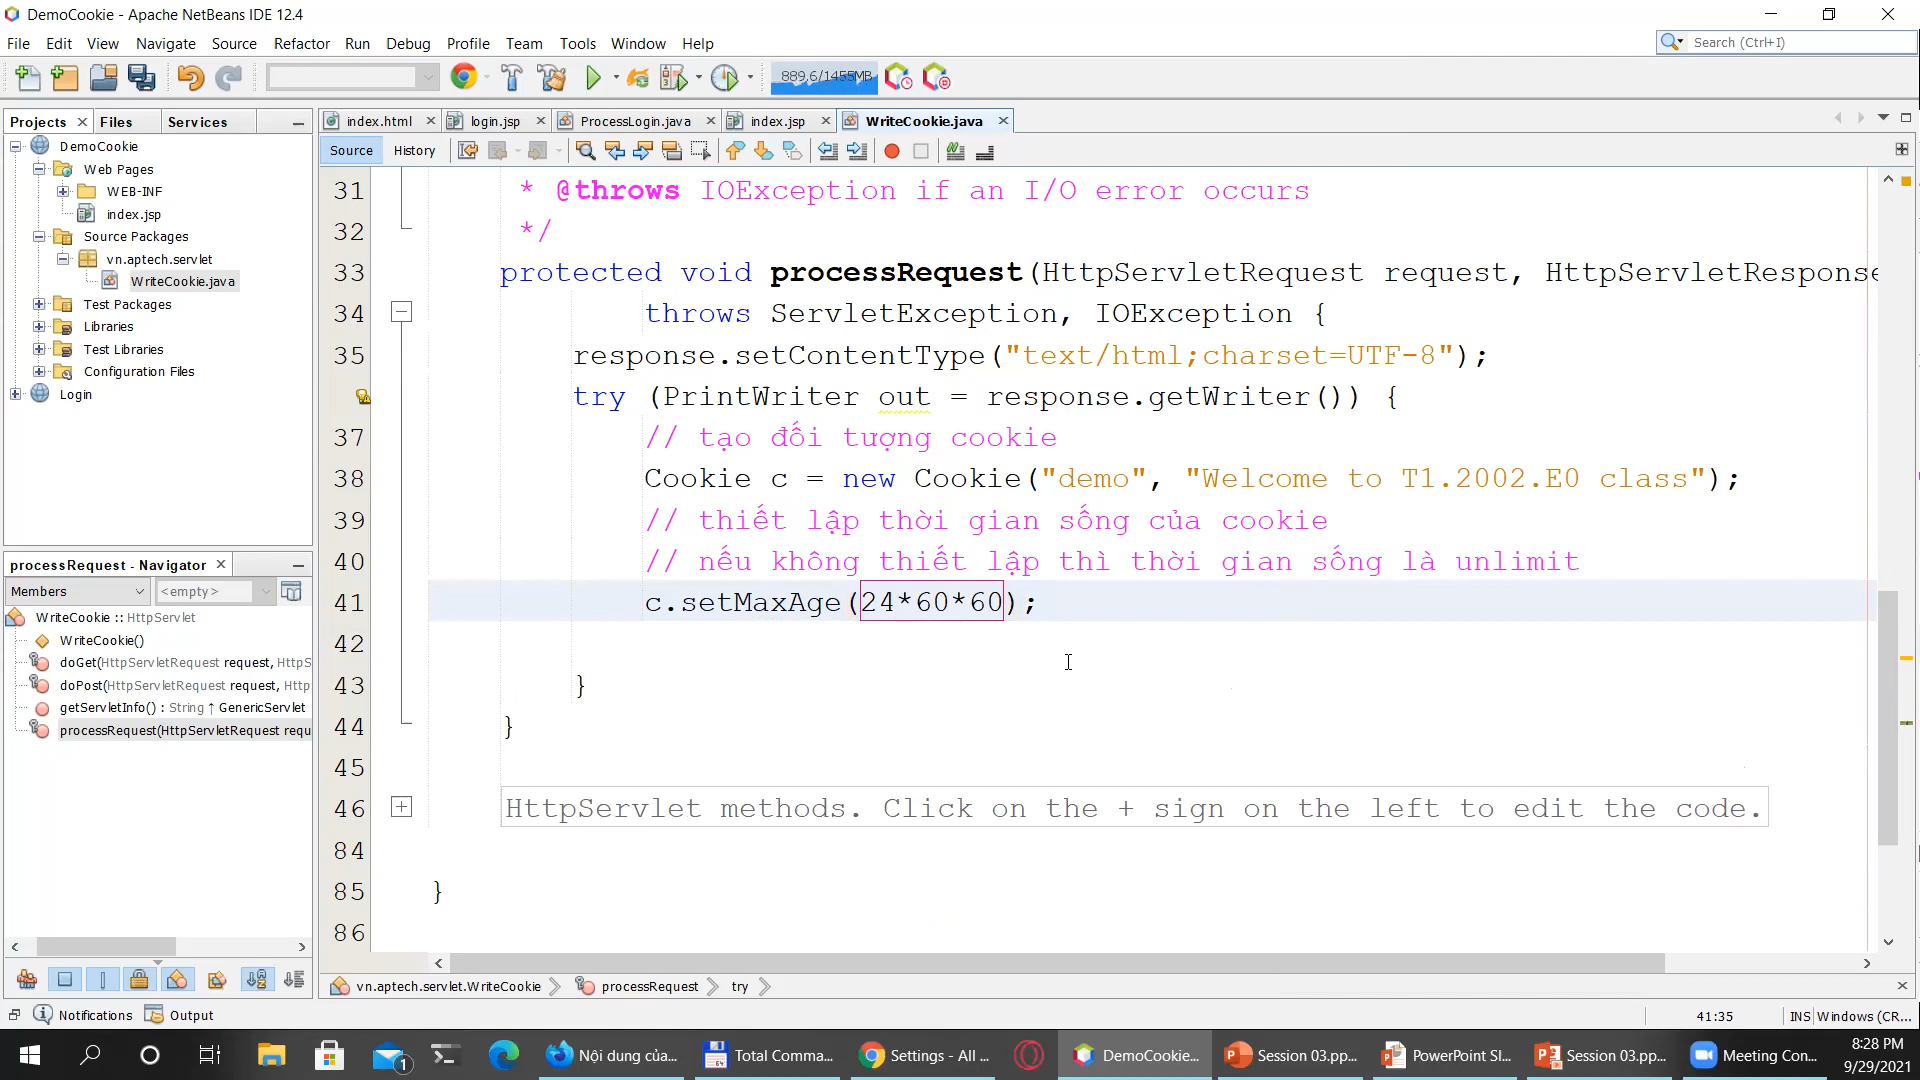 DemoCookie - Apache NetBeans IDE 12.4
File Edit View Navigate Source Refactor Run Debug Profile Team Tools Window Help
Search (Ctrl+I)
889,6/1455MB
Projects Files Services
index.html login.jsp ProcessLogin.java index.jsp WriteCookie.java
Source History
DemoCookie
Web Pages
WEB-INF
index.jsp
Source Packages
vn.aptech.servlet
WriteCookie.java
Test Packages
Libraries
Test Libraries
Configuration Files
Login
processRequest - Navigator
Members <empty>
WriteCookie :: HttpServlet
WriteCookie()
doGet(HttpServletRequest request, HttpS
doPost(HttpServletRequest request, Http
getServletInfo() : String ↑ GenericServlet
processRequest(HttpServletRequest requ
31 * @throws IOException if an I/O error occurs
32 */
33 protected void processRequest(HttpServletRequest request, HttpServletResponse
34 throws ServletException, IOException {
35 response.setContentType("text/html;charset=UTF-8");
try (PrintWriter out = response.getWriter()) {
37 // tạo đối tượng cookie
38 Cookie c = new Cookie("demo", "Welcome to T1.2002.E0 class");
39 // thiết lập thời gian sống của cookie
40 // nếu không thiết lập thì thời gian sống là unlimit
41 c.setMaxAge(24*60*60);
42
43 }
44 }
45
46 HttpServlet methods. Click on the + sign on the left to edit the code.
84
85 }
86
vn.aptech.servlet.WriteCookie processRequest try
Notifications Output
41:35 INS Windows (CR...
1
Nội dung của... Total Comma... Settings - All ... DemoCookie... Session 03.pp... PowerPoint Sl... Session 03.pp... Meeting Con...
8:28 PM
9/29/2021